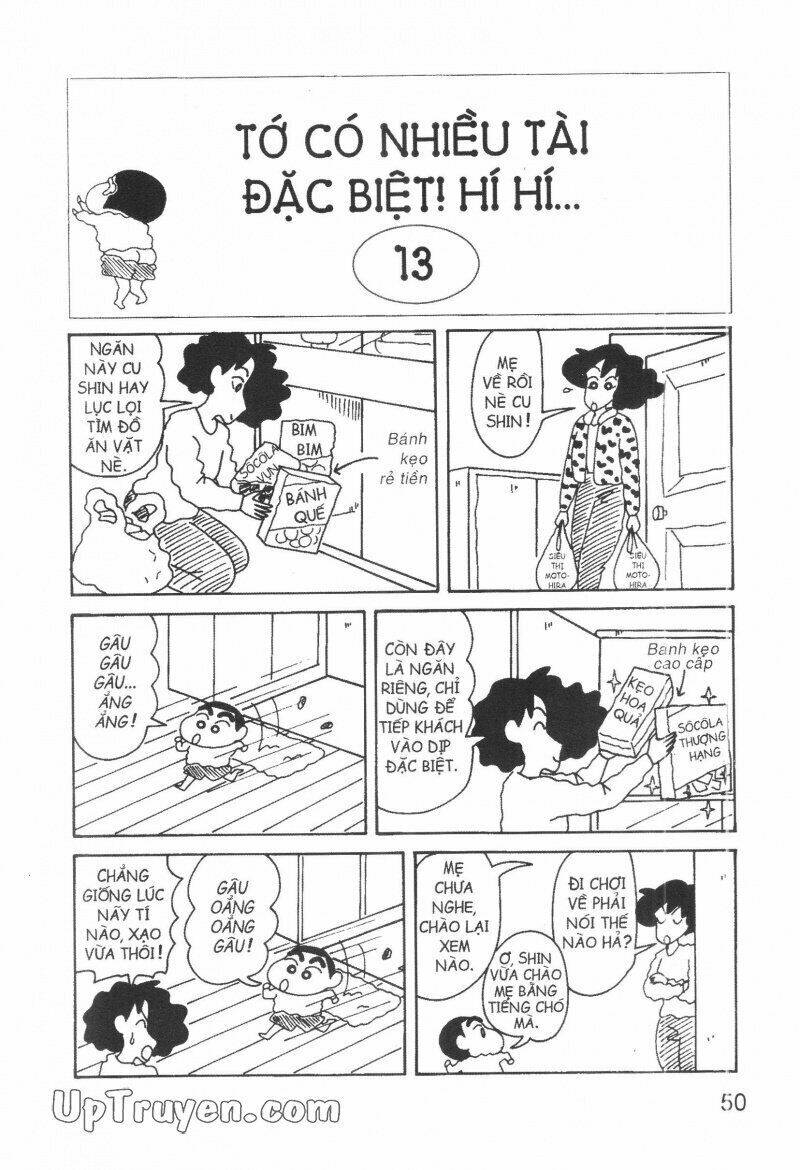 TỚ CÓ NHIỀU TÀI
ĐẶC BIỆT! HÍ HÍ...
13
MẸ
VỀ RỒI
NÈ CU
SHIN!
SIÊU
THỊ
MOTO-
HIRA
SIÊU
THỊ
MOTO-
HIRA
NGĂN
NÀY CU
SHIN HAY
LỤC LỌI
TÌM ĐỒ
ĂN VẶT
NÈ.
BIM
BIM
SÔCÔLA
VỤN
BÁNH
QUẾ
Bánh
kẹo
rẻ tiền
CÒN ĐÂY
LÀ NGĂN
RIÊNG, CHỈ
DÙNG ĐỂ
TIẾP KHÁCH
VÀO DỊP
ĐẶC BIỆT.
Bánh kẹo
cao cấp
KẸO
HOA
QUẢ
SÔCÔLA
THƯỢNG
HẠNG
GÂU
GÂU
GÂU...
ẲNG
ẲNG!
ĐI CHƠI
VỀ PHẢI
NÓI THẾ
NÀO HẢ?
Ơ, SHIN
VỪA CHÀO
MẸ BẰNG
TIẾNG CHÓ
MÀ.
MẸ
CHƯA
NGHE,
CHÀO LẠI
XEM
NÀO.
GÂU
OẲNG
OẲNG
GÂU!
CHẲNG
GIỐNG LÚC
NÃY TÍ
NÀO, XẠO
VỪA THÔI!
UpTruyen.com
50